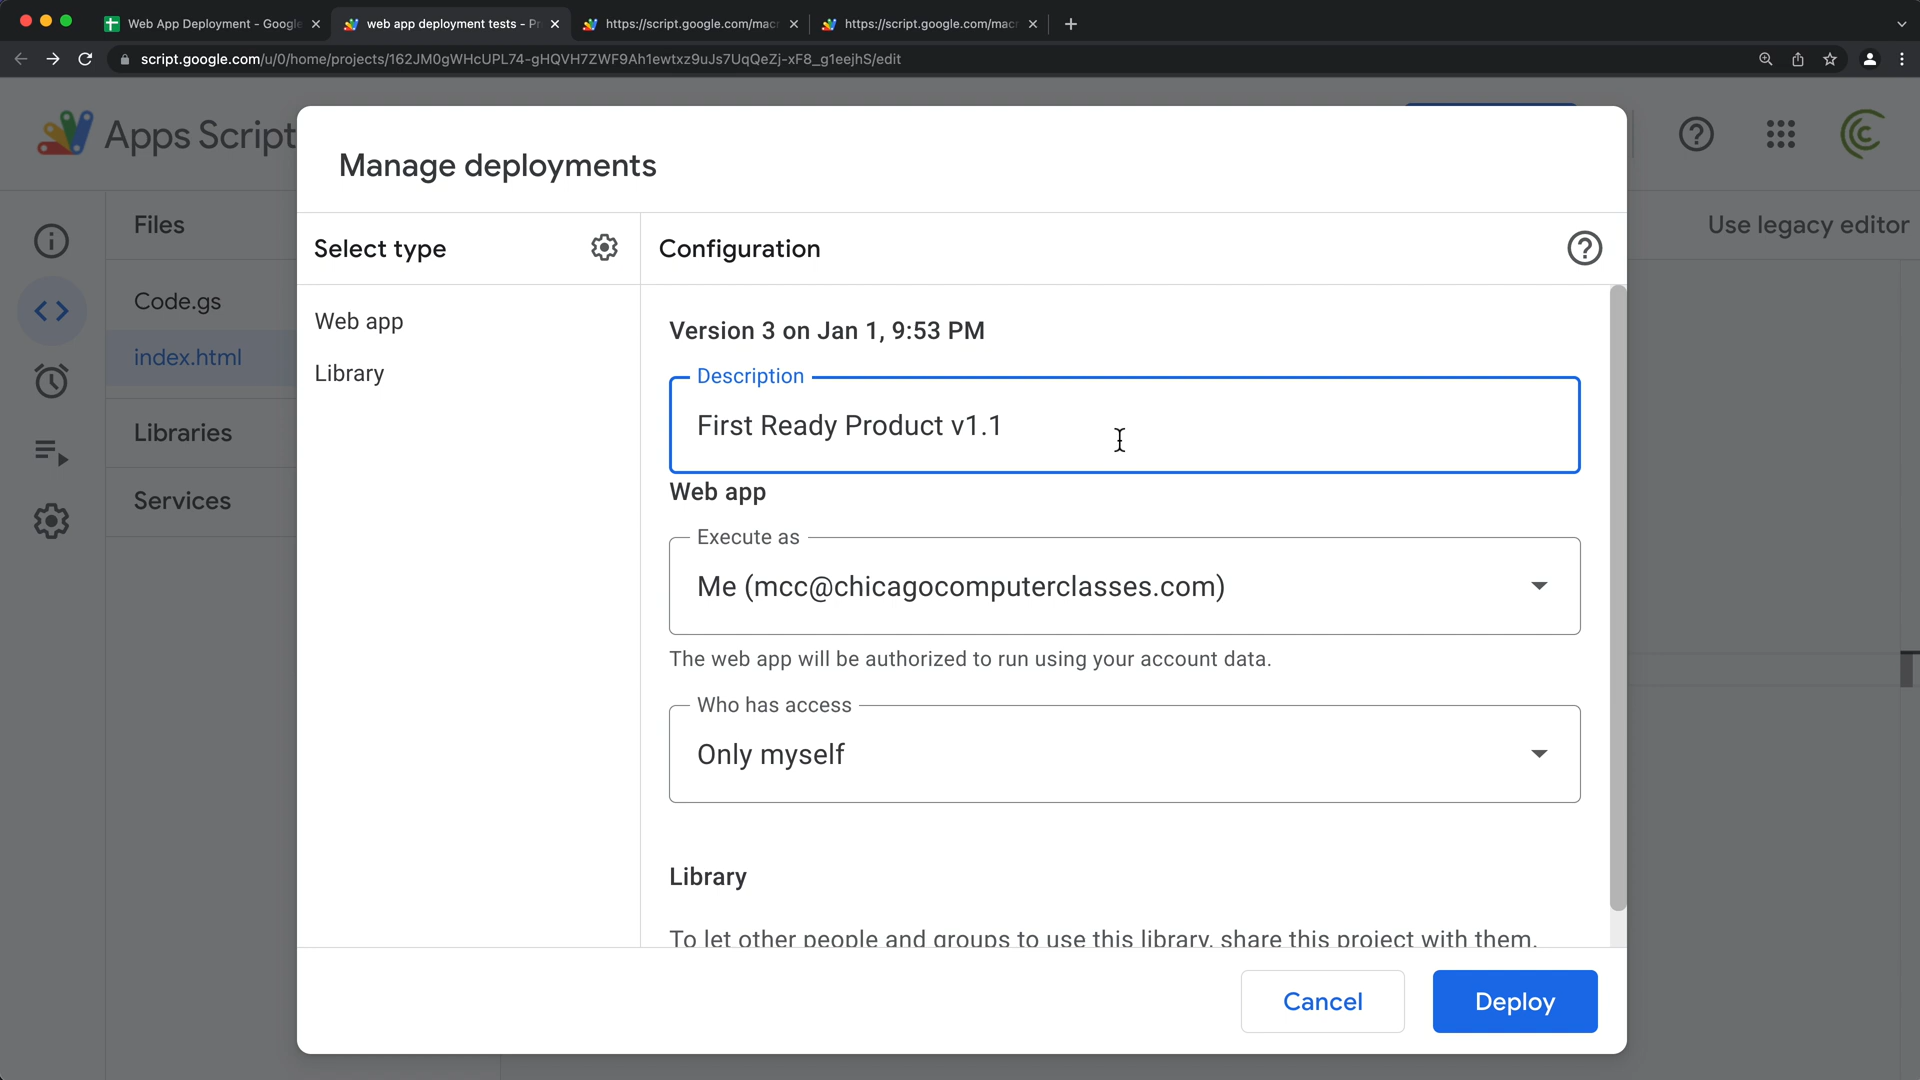 Web App Deployment - Google
web app deployment tests - Pr
https://script.google.com/macr
https://script.google.com/macr
script.google.com/u/0/home/projects/162JM0gWHcUPL74-gHQVH7ZWF9Ah1ewtxz9uJs7UqQeZj-xF8_g1eejhS/edit
Apps Script
Manage deployments
Files
Use legacy editor
Select type
Configuration
Code.gs
index.html
Libraries
Services
Web app
Library
Version 3 on Jan 1, 9:53 PM
Description
First Ready Product v1.1
Web app
Execute as
Me (mcc@chicagocomputerclasses.com)
The web app will be authorized to run using your account data.
Who has access
Only myself
Library
To let other people and groups to use this library, share this project with them.
Cancel
Deploy